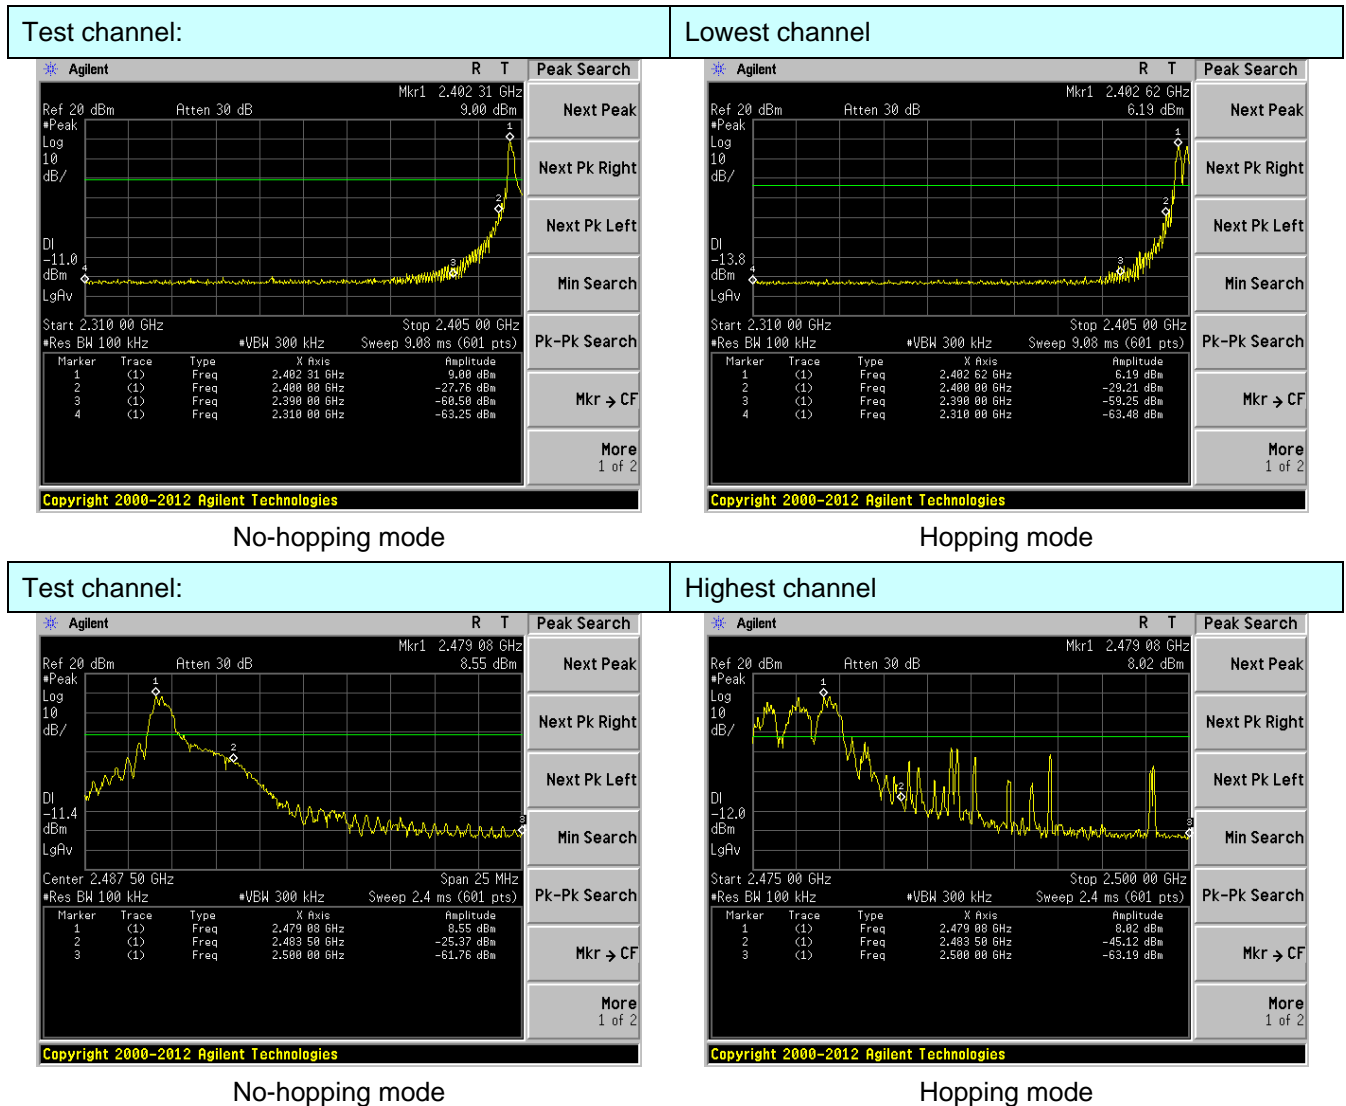 Test channel: Lowest channel
Agilent R T Peak Search
Mkr1 2.402 31 GHz
Ref 20 dBm Atten 30 dB 9.00 dBm
#Peak
Log
10
dB/
1
2
3
4
DI
-11.0
dBm
LgAv
Start 2.310 00 GHz Stop 2.405 00 GHz
#Res BW 100 kHz #VBW 300 kHz Sweep 9.08 ms (601 pts)
Marker Trace Type X Axis Amplitude
1 (1) Freq 2.402 31 GHz 9.00 dBm
2 (1) Freq 2.400 00 GHz -27.76 dBm
3 (1) Freq 2.390 00 GHz -60.50 dBm
4 (1) Freq 2.310 00 GHz -63.25 dBm
Next Peak
Next Pk Right
Next Pk Left
Min Search
Pk-Pk Search
Mkr → CF
More
1 of 2
Copyright 2000-2012 Agilent Technologies
No-hopping mode
Agilent R T Peak Search
Mkr1 2.402 62 GHz
Ref 20 dBm Atten 30 dB 6.19 dBm
#Peak
Log
10
dB/
1
2
3
4
DI
-13.8
dBm
LgAv
Start 2.310 00 GHz Stop 2.405 00 GHz
#Res BW 100 kHz #VBW 300 kHz Sweep 9.08 ms (601 pts)
Marker Trace Type X Axis Amplitude
1 (1) Freq 2.402 62 GHz 6.19 dBm
2 (1) Freq 2.400 00 GHz -29.21 dBm
3 (1) Freq 2.390 00 GHz -59.25 dBm
4 (1) Freq 2.310 00 GHz -63.48 dBm
Next Peak
Next Pk Right
Next Pk Left
Min Search
Pk-Pk Search
Mkr → CF
More
1 of 2
Copyright 2000-2012 Agilent Technologies
Hopping mode
Test channel: Highest channel
Agilent R T Peak Search
Mkr1 2.479 08 GHz
Ref 20 dBm Atten 30 dB 8.55 dBm
#Peak
Log
10
dB/
1
2
3
DI
-11.4
dBm
LgAv
Center 2.487 50 GHz Span 25 MHz
#Res BW 100 kHz #VBW 300 kHz Sweep 2.4 ms (601 pts)
Marker Trace Type X Axis Amplitude
1 (1) Freq 2.479 08 GHz 8.55 dBm
2 (1) Freq 2.483 50 GHz -25.37 dBm
3 (1) Freq 2.500 00 GHz -61.76 dBm
Next Peak
Next Pk Right
Next Pk Left
Min Search
Pk-Pk Search
Mkr → CF
More
1 of 2
Copyright 2000-2012 Agilent Technologies
No-hopping mode
Agilent R T Peak Search
Mkr1 2.479 08 GHz
Ref 20 dBm Atten 30 dB 8.02 dBm
#Peak
Log
10
dB/
1
2
3
DI
-12.0
dBm
LgAv
Start 2.475 00 GHz Stop 2.500 00 GHz
#Res BW 100 kHz #VBW 300 kHz Sweep 2.4 ms (601 pts)
Marker Trace Type X Axis Amplitude
1 (1) Freq 2.479 08 GHz 8.02 dBm
2 (1) Freq 2.483 50 GHz -45.12 dBm
3 (1) Freq 2.500 00 GHz -63.19 dBm
Next Peak
Next Pk Right
Next Pk Left
Min Search
Pk-Pk Search
Mkr → CF
More
1 of 2
Copyright 2000-2012 Agilent Technologies
Hopping mode